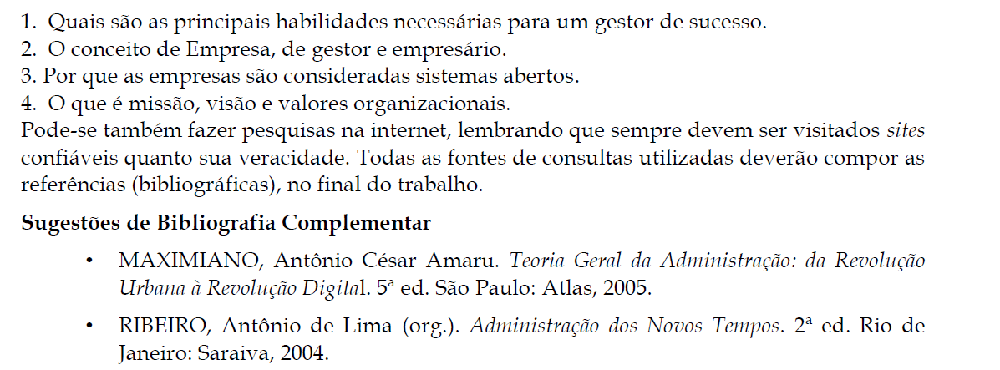 1. Quais são as principais habilidades necessárias para um gestor de sucesso.
2. O conceito de Empresa, de gestor e empresário.
3. Por que as empresas são consideradas sistemas abertos.
4. O que é missão, visão e valores organizacionais.
Pode-se também fazer pesquisas na internet, lembrando que sempre devem ser visitados sites
confiáveis quanto sua veracidade. Todas as fontes de consultas utilizadas deverão compor as
referências (bibliográficas), no final do trabalho.
Sugestões de Bibliografia Complementar
• MAXIMIANO, Antônio César Amaru. Teoria Geral da Administração: da Revolução
Urbana à Revolução Digital. 5ª ed. São Paulo: Atlas, 2005.
• RIBEIRO, Antônio de Lima (org.). Administração dos Novos Tempos. 2ª ed. Rio de
Janeiro: Saraiva, 2004.